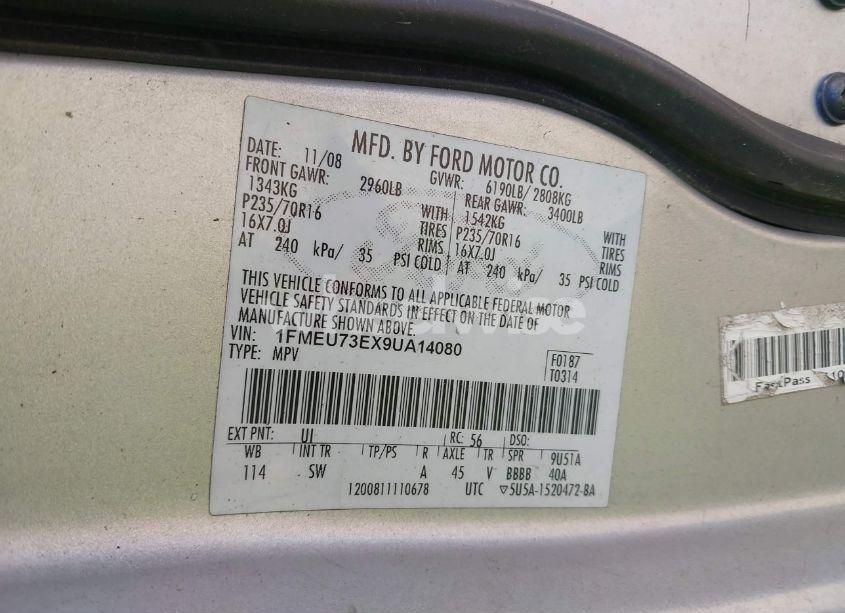 MFD. BY FORD MOTOR CO.
DATE: 11/08 GVWR: 6190LB/ 2808KG
FRONT GAWR: 2960LB REAR GAWR: 3400LB
1343KG WITH 1542KG WITH
P235/70R16 TIRES P235/70R16 TIRES
16X7.0J RIMS 16X7.0J RIMS
AT 240 kPa/ 35 PSI COLD AT 240 kPa/ 35 PSI COLD
THIS VEHICLE CONFORMS TO ALL APPLICABLE FEDERAL MOTOR
VEHICLE SAFETY STANDARDS IN EFFECT ON THE DATE OF
MANUFACTURE SHOWN ABOVE.
VIN: 1FMEU73EX9UA14080
TYPE: MPV
F0187
T0314
EXT PNT: UI RC: 56 DSO:
WB INT TR TP/PS R AXLE TR SPR 9U51A
114 SW A 45 V BBBB 40A
1200811110678 UTC ▽5U5A-1520472-BA
FastPass